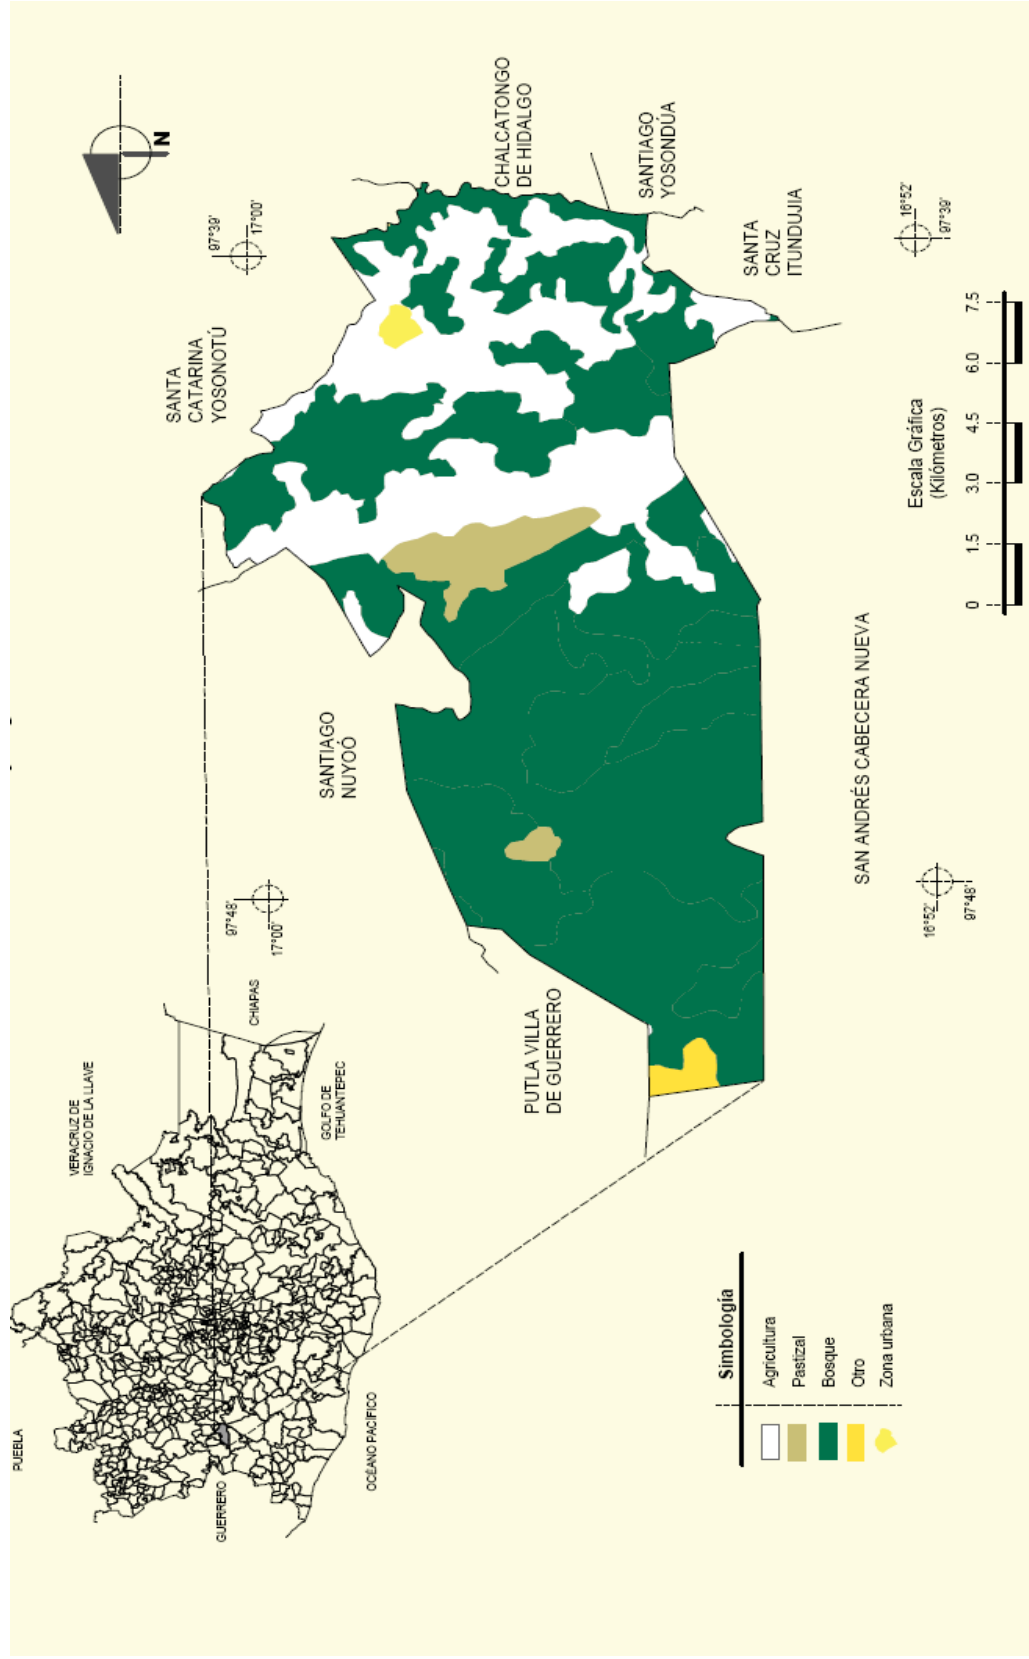 PUEBLA
VERACRUZ DE
IGNACIO DE LA LLAVE
CHIAPAS
GOLFO DE
TEHUANTEPEC
OCÉANO PACÍFICO
GUERRERO
N
97°48'
17°00'
97°39'
17°00'
SANTA
CATARINA
YOSONOTÚ
SANTIAGO
NUYOÓ
PUTLA VILLA
DE GUERRERO
CHALCATONGO
DE HIDALGO
SANTIAGO
YOSONDÚA
SANTA
CRUZ
ITUNDUJIA
SAN ANDRÉS CABECERA NUEVA
16°52'
97°48'
16°52'
97°39'
Simbología
Agricultura
Pastizal
Bosque
Otro
Zona urbana
Escala Gráfica
(Kilómetros)
0 1.5 3.0 4.5 6.0 7.5